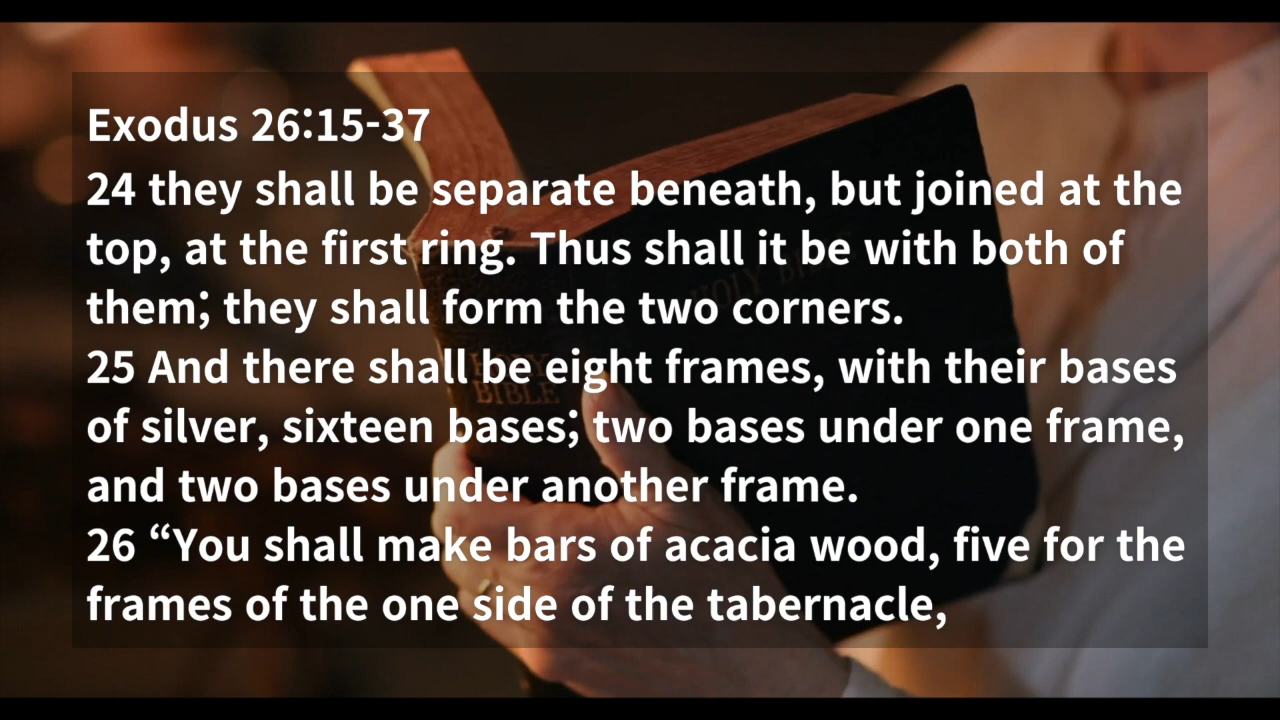 Exodus 26:15-37
24 they shall be separate beneath, but joined at the
top, at the first ring. Thus shall it be with both of
them; they shall form the two corners.
25 And there shall be eight frames, with their bases
of silver, sixteen bases; two bases under one frame,
and two bases under another frame.
26 “You shall make bars of acacia wood, five for the
frames of the one side of the tabernacle,
HOLY BIBLE
HOLY
BIBLE